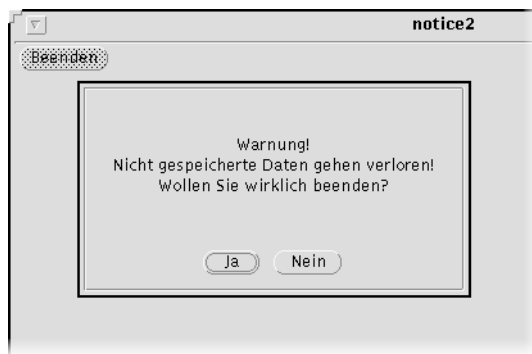 notice2
Beenden
Warnung!
Nicht gespeicherte Daten gehen verloren!
Wollen Sie wirklich beenden?
Ja Nein